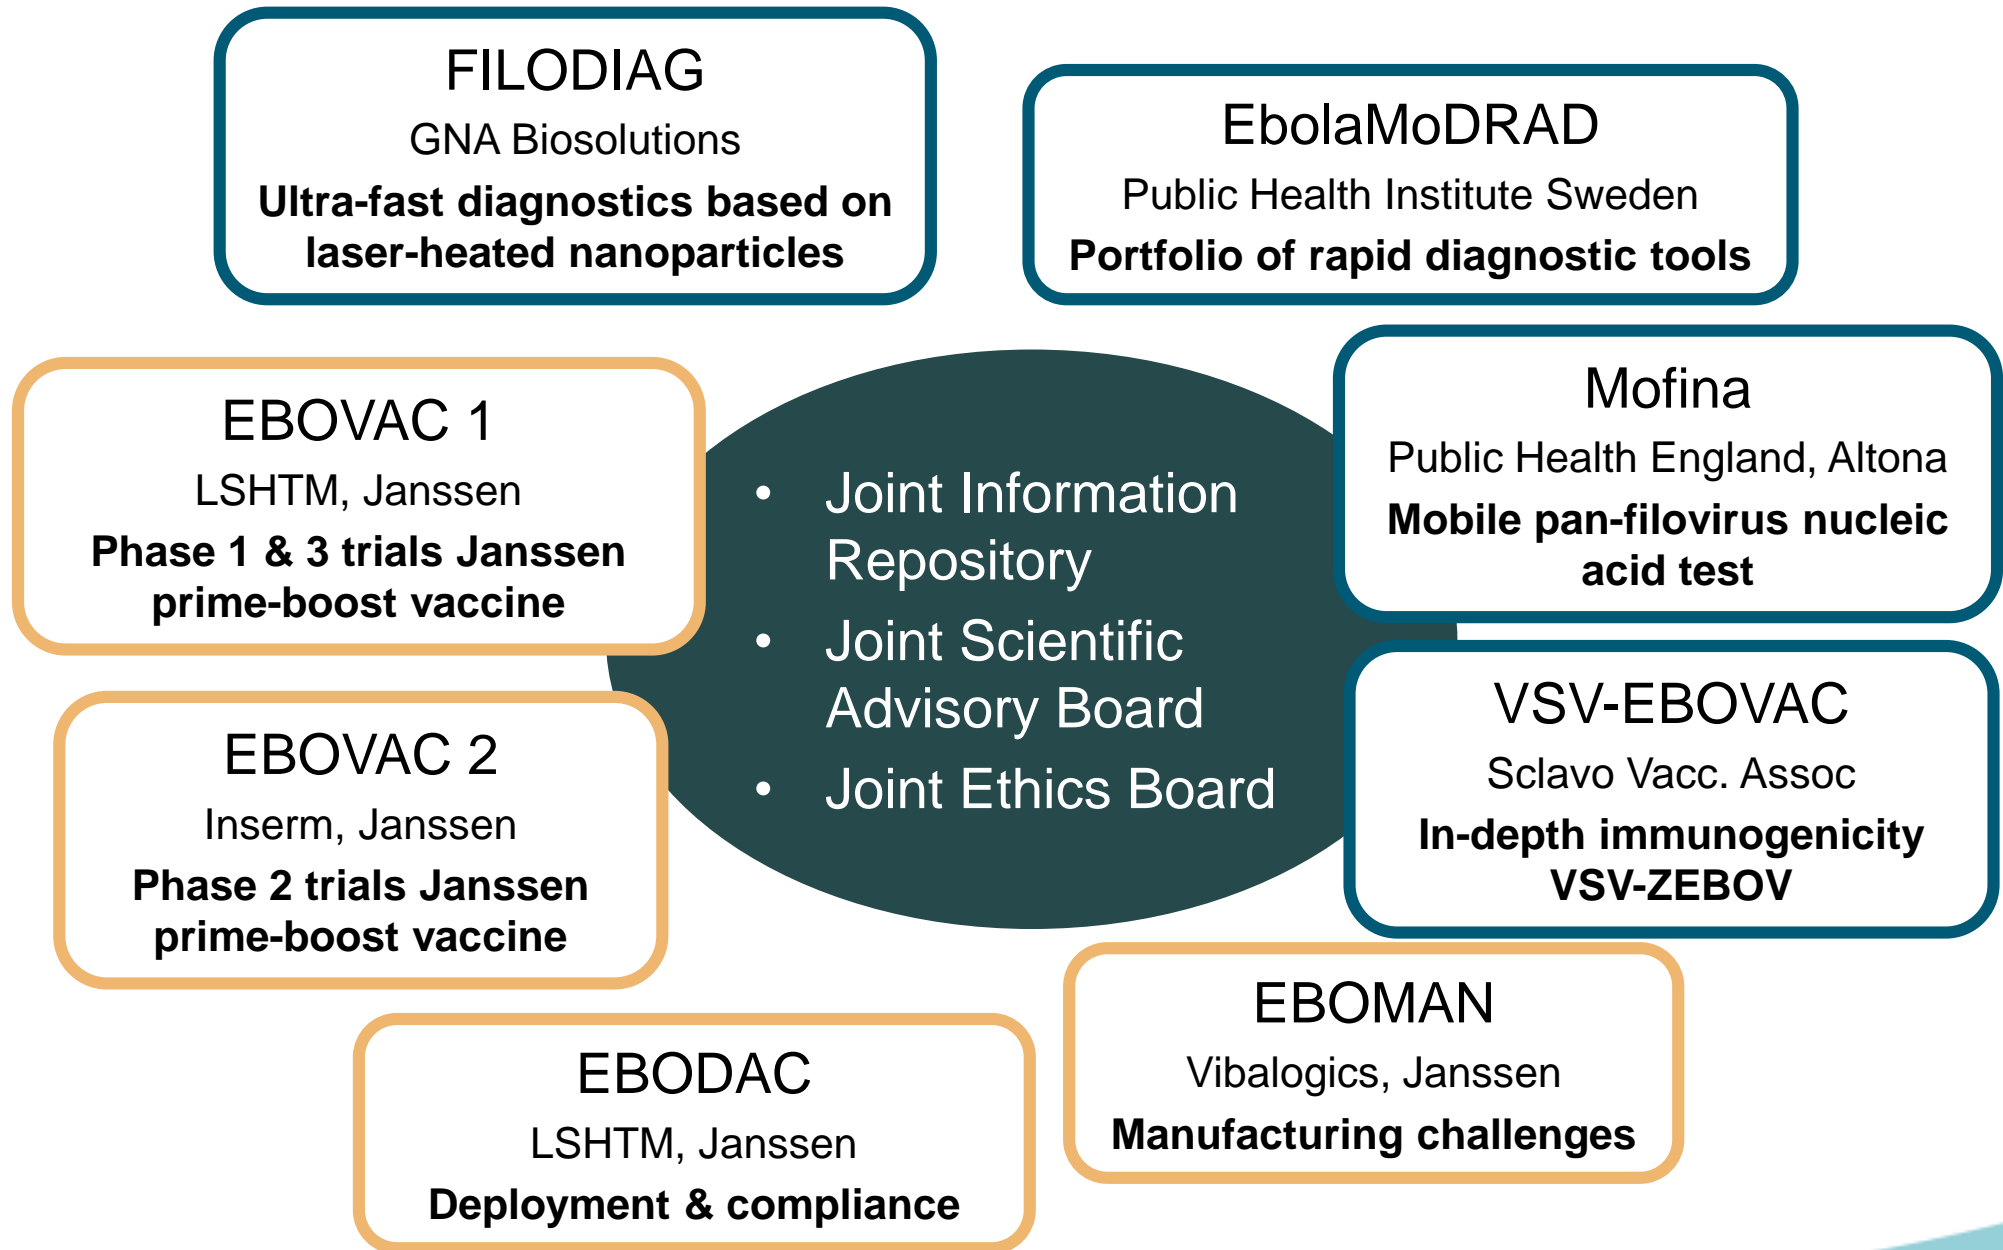 FILODIAG
GNA Biosolutions
Ultra-fast diagnostics based on
laser-heated nanoparticles
EbolaMoDRAD
Public Health Institute Sweden
Portfolio of rapid diagnostic tools
EBOVAC 1
LSHTM, Janssen
Phase 1 & 3 trials Janssen
prime-boost vaccine
• Joint Information
Repository
• Joint Scientific
Advisory Board
• Joint Ethics Board
Mofina
Public Health England, Altona
Mobile pan-filovirus nucleic
acid test
EBOVAC 2
Inserm, Janssen
Phase 2 trials Janssen
prime-boost vaccine
VSV-EBOVAC
Sclavo Vacc. Assoc
In-depth immunogenicity
VSV-ZEBOV
EBODAC
LSHTM, Janssen
Deployment & compliance
EBOMAN
Vibalogics, Janssen
Manufacturing challenges